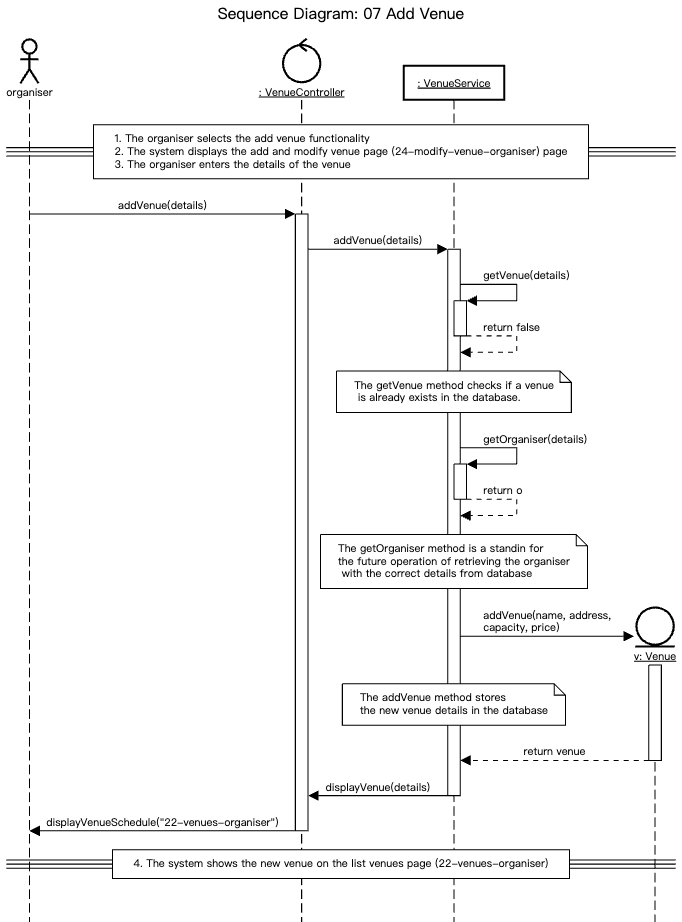 Sequence Diagram: 07 Add Venue
organiser
: VenueController
: VenueService
1. The organiser selects the add venue functionality
2. The system displays the add and modify venue page (24-modify-venue-organiser) page
3. The organiser enters the details of the venue
addVenue(details)
addVenue(details)
getVenue(details)
return false
The getVenue method checks if a venue
is already exists in the database.
getOrganiser(details)
return o
The getOrganiser method is a standin for
the future operation of retrieving the organiser
with the correct details from database
addVenue(name, address,
capacity, price)
v: Venue
The addVenue method stores
the new venue details in the database
return venue
displayVenue(details)
displayVenueSchedule("22-venues-organiser")
4. The system shows the new venue on the list venues page (22-venues-organiser)